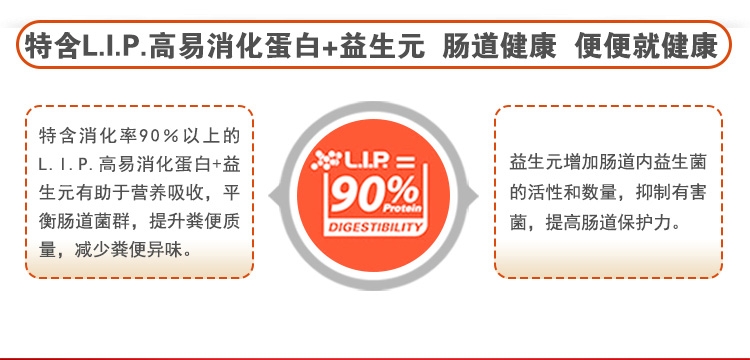 特含L.I.P.高易消化蛋白+益生元 肠道健康 便便就健康
特含消化率90%以上的
L.I.P.高易消化蛋白+益
生元有助于营养吸收，平
衡肠道菌群，提升粪便质
量，减少粪便异味。
L.I.P. =
90%
Protein
DIGESTIBILITY
益生元增加肠道内益生菌
的活性和数量，抑制有害
菌，提高肠道保护力。